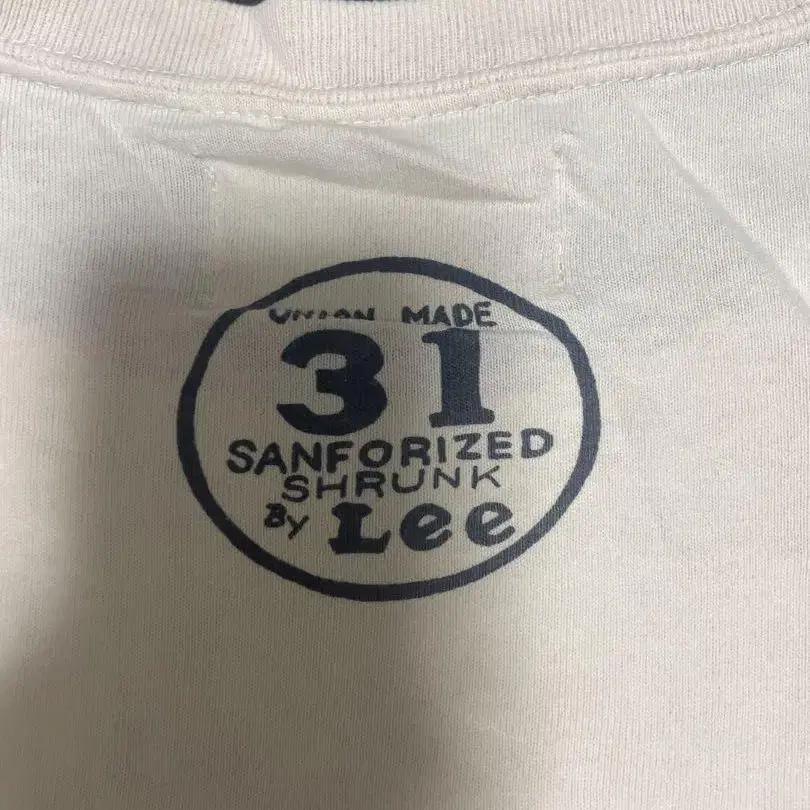 UNION MADE
31
SANFORIZED
SHRUNK
By Lee